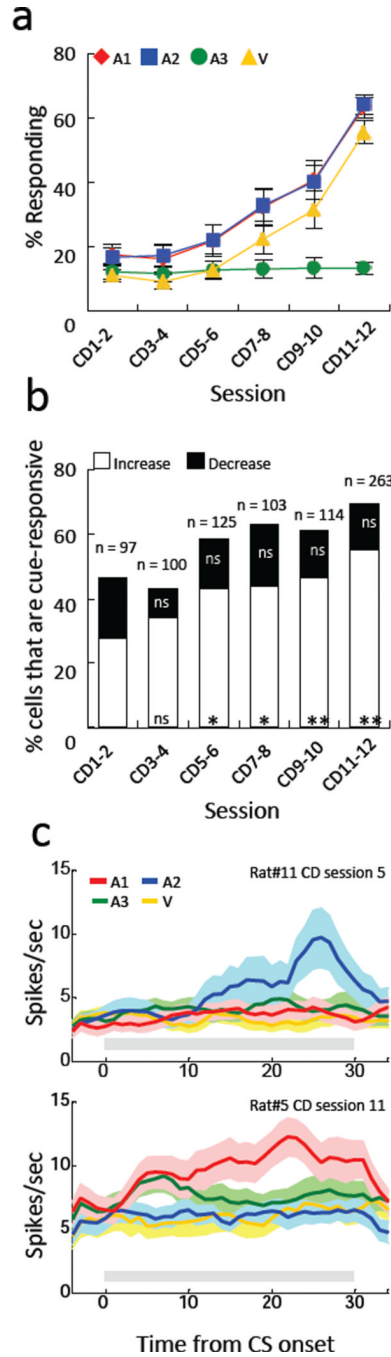 a
A1 A2 A3 V
80
60
40
20
0
% Responding
CD1-2 CD3-4 CD5-6 CD7-8 CD9-10 CD11-12
Session
b
Increase Decrease
80
60
40
20
0
% cells that are cue-responsive
n = 97
n = 100
n = 125
n = 103
n = 114
n = 263
ns ns ns ns ns
ns * * ** **
CD1-2 CD3-4 CD5-6 CD7-8 CD9-10 CD11-12
Session
c
15
10
5
0
Spikes/sec
A1 A2
A3 V
Rat#11 CD session 5
0 10 20 30
15
10
5
0
Spikes/sec
Rat#5 CD session 11
0 10 20 30
Time from CS onset